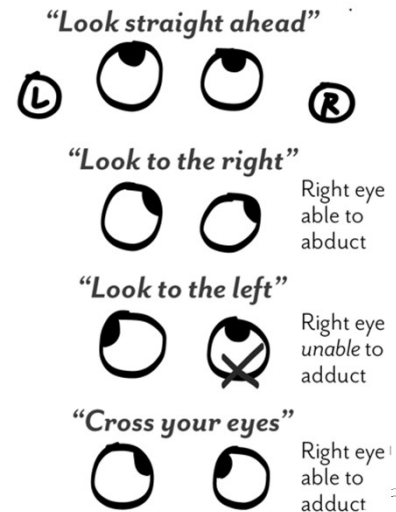 “Look straight ahead”
L
R
“Look to the right”
Right eye
able to
abduct
“Look to the left”
Right eye
unable to
adduct
“Cross your eyes”
Right eye
able to
adduct